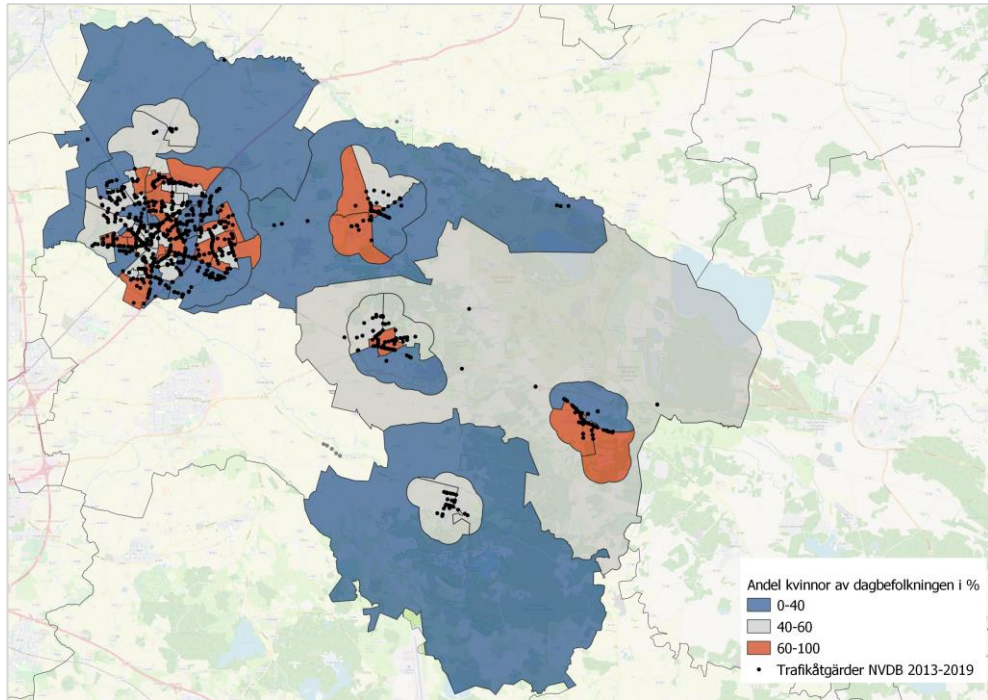 Andel kvinnor av dagbefolkningen i %
0-40
40-60
60-100
Trafikåtgärder NVDB 2013-2019